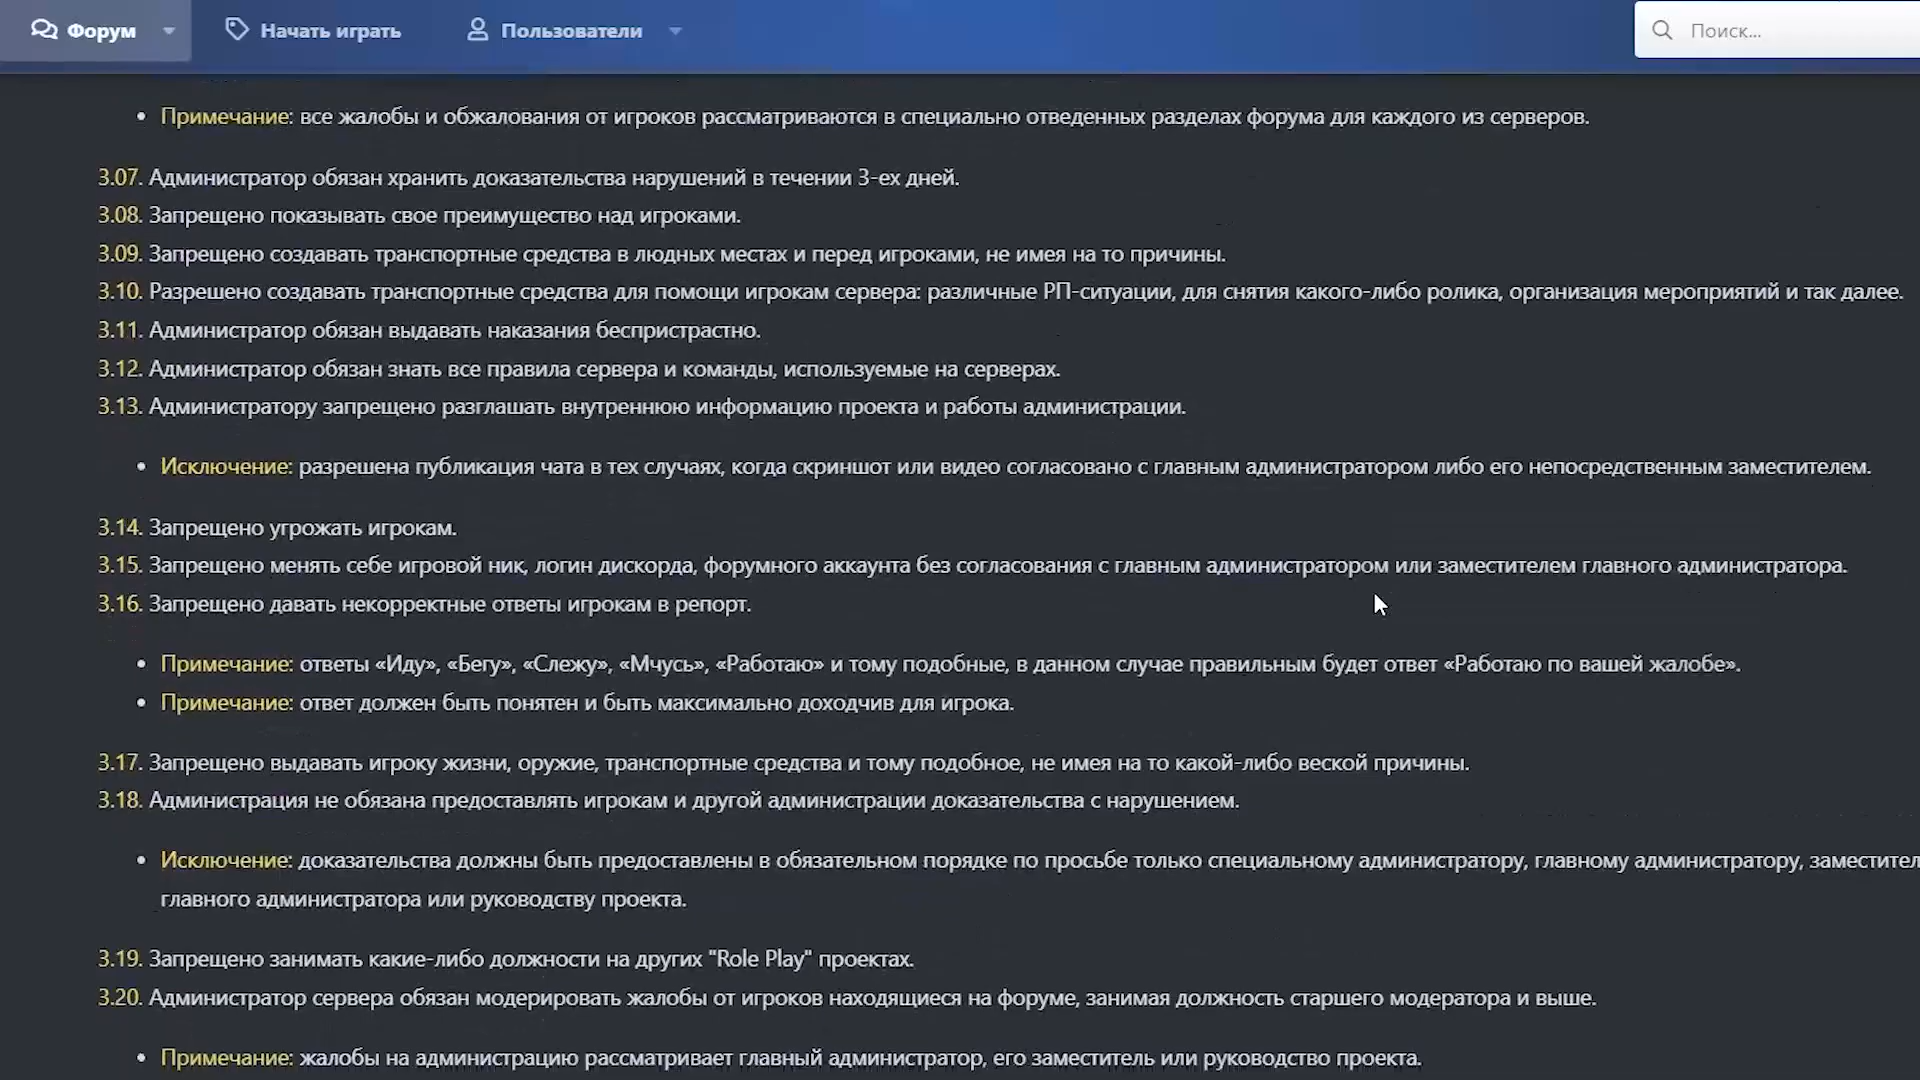 Форум
Начать играть
Пользователи
Поиск...
• Примечание: все жалобы и обжалования от игроков рассматриваются в специально отведенных разделах форума для каждого из серверов.
3.07. Администратор обязан хранить доказательства нарушений в течении 3-ех дней.
3.08. Запрещено показывать свое преимущество над игроками.
3.09. Запрещено создавать транспортные средства в людных местах и перед игроками, не имея на то причины.
3.10. Разрешено создавать транспортные средства для помощи игрокам сервера: различные РП-ситуации, для снятия какого-либо ролика, организация мероприятий и так далее.
3.11. Администратор обязан выдавать наказания беспристрастно.
3.12. Администратор обязан знать все правила сервера и команды, используемые на серверах.
3.13. Администратору запрещено разглашать внутреннюю информацию проекта и работы администрации.
• Исключение: разрешена публикация чата в тех случаях, когда скриншот или видео согласовано с главным администратором либо его непосредственным заместителем.
3.14. Запрещено угрожать игрокам.
3.15. Запрещено менять себе игровой ник, логин дискорда, форумного аккаунта без согласования с главным администратором или заместителем главного администратора.
3.16. Запрещено давать некорректные ответы игрокам в репорт.
• Примечание: ответы «Иду», «Бегу», «Слежу», «Мчусь», «Работаю» и тому подобные, в данном случае правильным будет ответ «Работаю по вашей жалобе».
• Примечание: ответ должен быть понятен и быть максимально доходчив для игрока.
3.17. Запрещено выдавать игроку жизни, оружие, транспортные средства и тому подобное, не имея на то какой-либо веской причины.
3.18. Администрация не обязана предоставлять игрокам и другой администрации доказательства с нарушением.
• Исключение: доказательства должны быть предоставлены в обязательном порядке по просьбе только специальному администратору, главному администратору, заместител
главного администратора или руководству проекта.
3.19. Запрещено занимать какие-либо должности на других "Role Play" проектах.
3.20. Администратор сервера обязан модерировать жалобы от игроков находящиеся на форуме, занимая должность старшего модератора и выше.
• Примечание: жалобы на администрацию рассматривает главный администратор, его заместитель или руководство проекта.